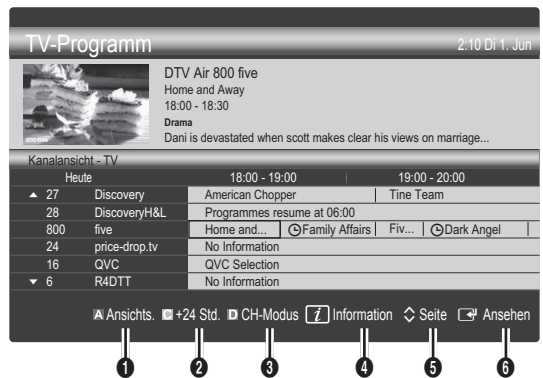 TV-Programm 2:10 Di 1. Jun
DTV Air 800 five
Home and Away
18:00 - 18:30
Drama
Dani is devastated when scott makes clear his views on marriage...
800 five
Kanalansicht - TV
Heute 18:00 - 19:00 19:00 - 20:00
▲ 27 Discovery American Chopper Tine Team
28 DiscoveryH&L Programmes resume at 06:00
800 five Home and... Family Affairs Fiv... Dark Angel
24 price-drop.tv No Information
16 QVC QVC Selection
▼ 6 R4DTT No Information
A Ansichts. C +24 Std. D CH-Modus i Information Seite Ansehen
1 2 3 4 5 6